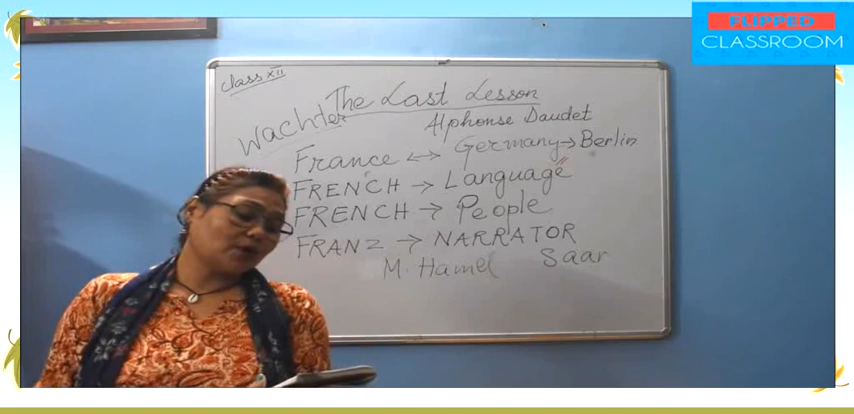 FLIPPED
CLASSROOM
Class XII
The Last Lesson
Alphonse Daudet
Wachter
France ↔ Germany → Berlin
FRENCH → Language
FRENCH → People
FRANZ → NARRATOR
M. Hamel Saar